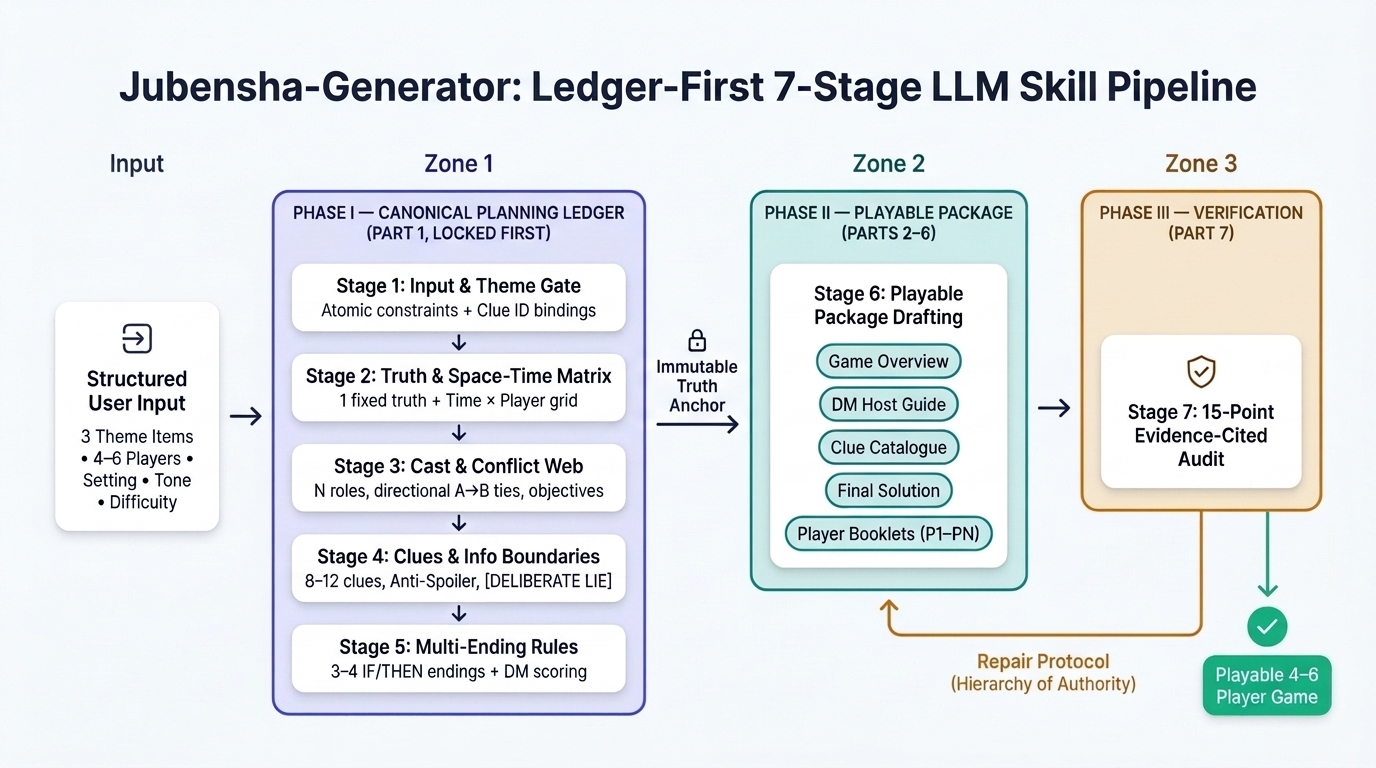 Jubensha-Generator: Ledger-First 7-Stage LLM Skill Pipeline
Input
Structured
User Input
3 Theme Items
• 4–6 Players •
Setting • Tone
• Difficulty
Zone 1
PHASE I — CANONICAL PLANNING LEDGER
(PART 1, LOCKED FIRST)
Stage 1: Input & Theme Gate
Atomic constraints + Clue ID bindings
Stage 2: Truth & Space-Time Matrix
1 fixed truth + Time × Player grid
Stage 3: Cast & Conflict Web
N roles, directional A→B ties, objectives
Stage 4: Clues & Info Boundaries
8–12 clues, Anti-Spoiler, [DELIBERATE LIE]
Stage 5: Multi-Ending Rules
3–4 IF/THEN endings + DM scoring
Immutable
Truth
Anchor
Zone 2
PHASE II — PLAYABLE PACKAGE
(PARTS 2–6)
Stage 6: Playable
Package Drafting
Game Overview
DM Host Guide
Clue Catalogue
Final Solution
Player Booklets (P1–PN)
Zone 3
PHASE III — VERIFICATION
(PART 7)
Stage 7: 15-Point
Evidence-Cited
Audit
Repair Protocol
(Hierarchy of Authority)
Playable 4–6
Player Game